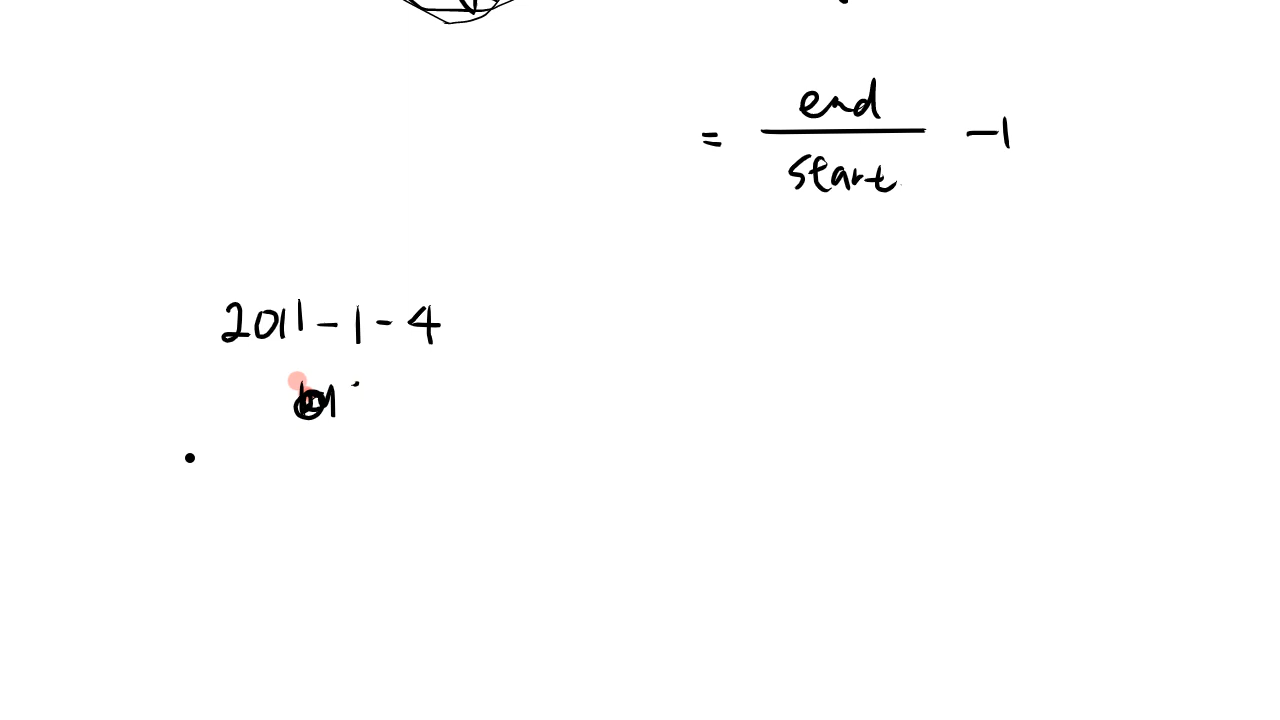 = end / start -1
2011-1-4